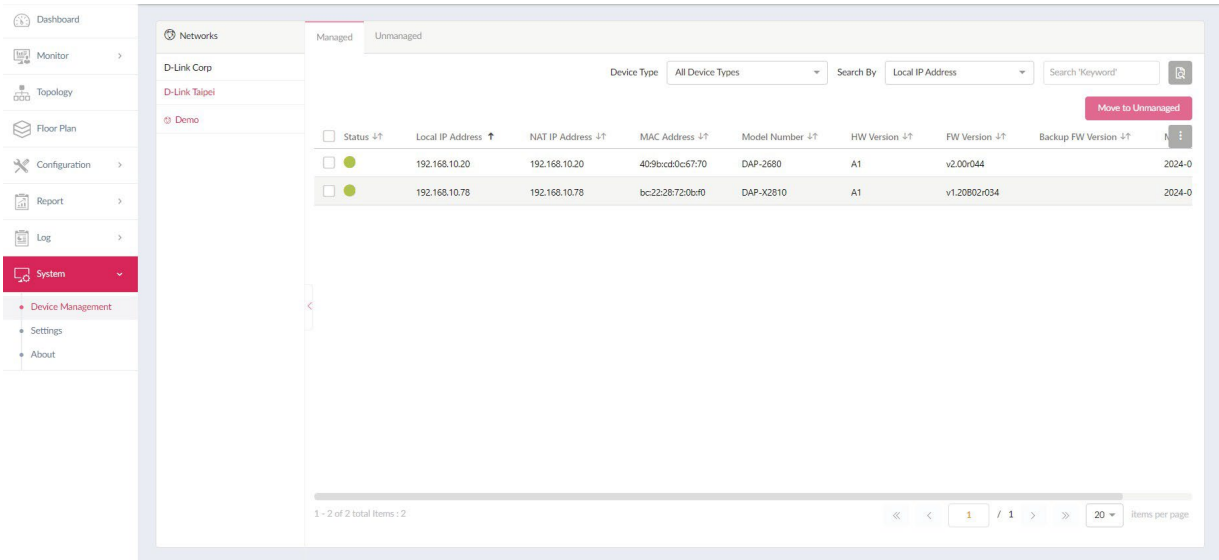 Dashboard
Monitor
Topology
Floor Plan
Configuration
Report
Log
System
Device Management
Settings
About
Networks
D-Link Corp
D-Link Taipei
Demo
Managed Unmanaged
Device Type All Device Types Search By Local IP Address Search 'Keyword'
Move to Unmanaged
Status Local IP Address NAT IP Address MAC Address Model Number HW Version FW Version Backup FW Version
192.168.10.20 192.168.10.20 40:9b:cd:0c:67:70 DAP-2680 A1 v2.00r044 2024-0
192.168.10.78 192.168.10.78 bc:22:28:72:0b:f0 DAP-X2810 A1 v1.20B02r034 2024-0
1 - 2 of 2 total Items : 2 1 / 1 20 items per page